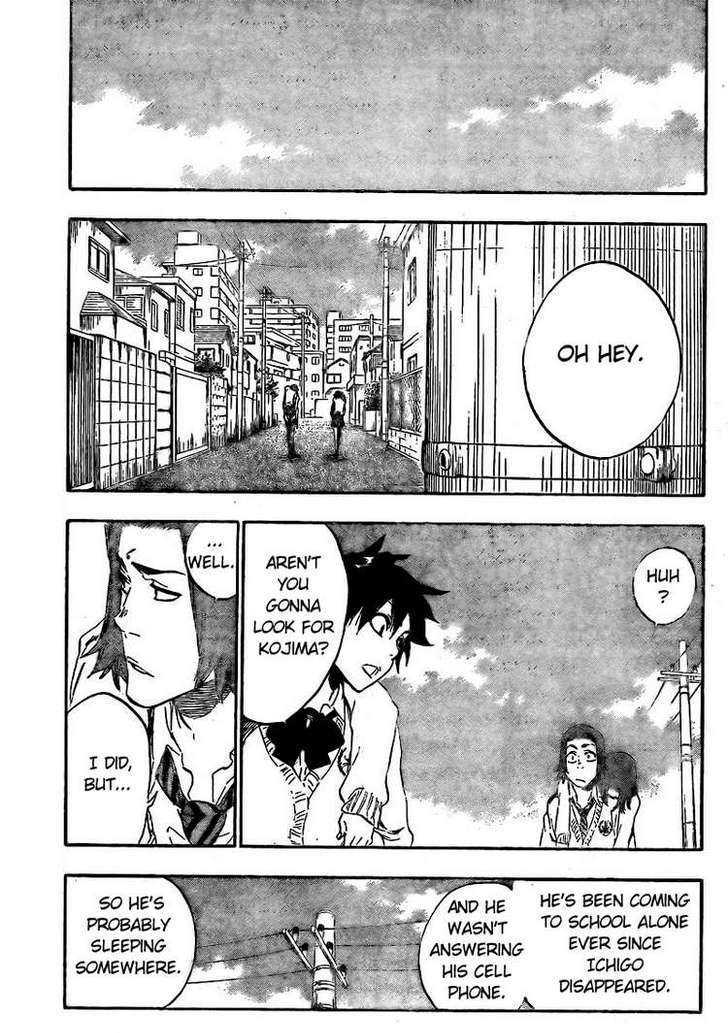 OH HEY.
HUH
?
AREN'T
YOU
GONNA
LOOK FOR
KOJIMA?
...
WELL.
I DID,
BUT...
HE'S BEEN COMING
TO SCHOOL ALONE
EVER SINCE
ICHIGO
DISAPPEARED.
AND HE
WASN'T
ANSWERING
HIS CELL
PHONE.
SO HE'S
PROBABLY
SLEEPING
SOMEWHERE.